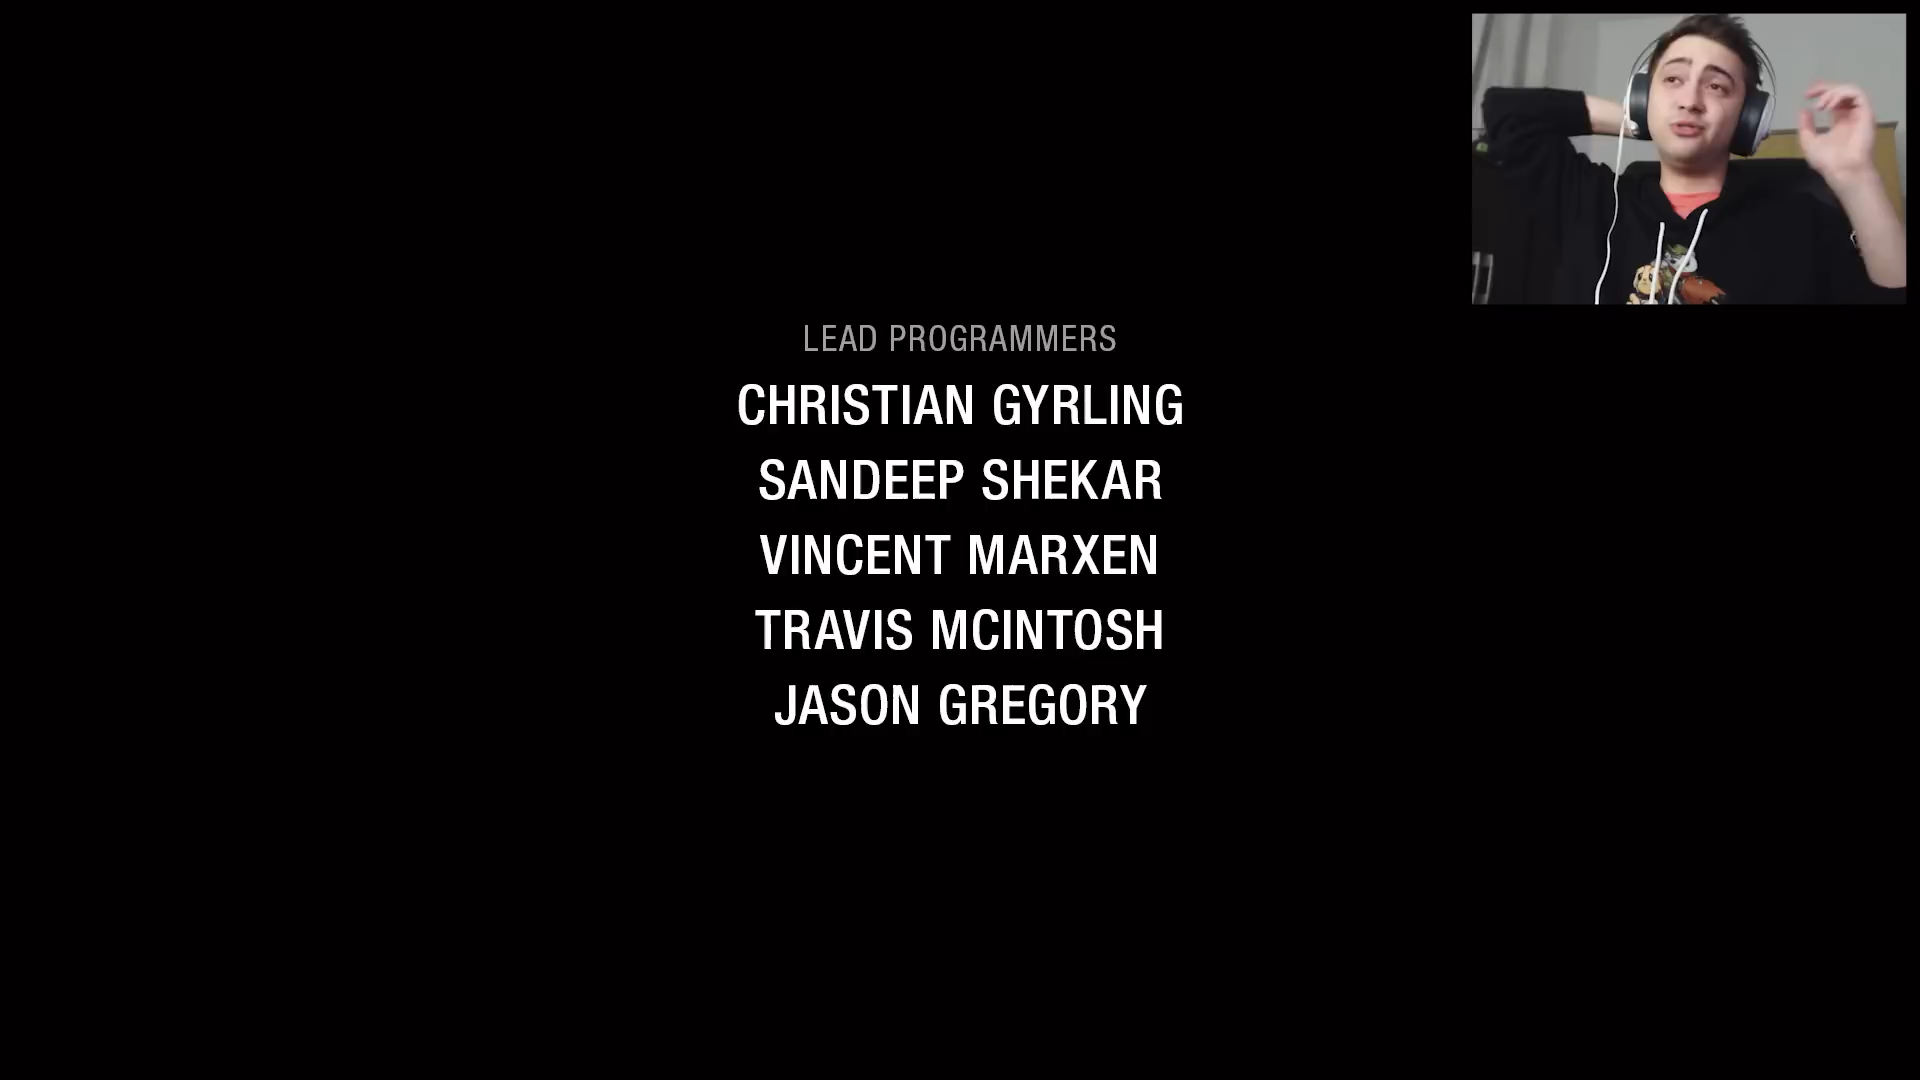 LEAD PROGRAMMERS
CHRISTIAN GYRLING
SANDEEP SHEKAR
VINCENT MARXEN
TRAVIS MCINTOSH
JASON GREGORY